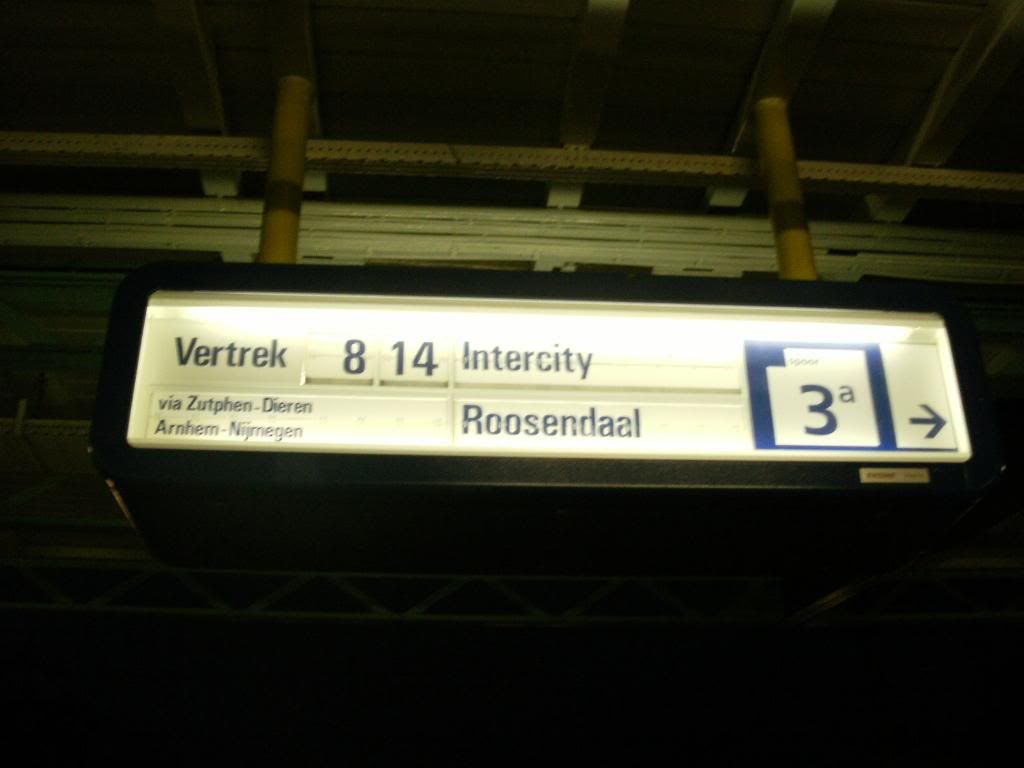 Vertrek 8 14 Intercity
via Zutphen-Dieren
Arnhem-Nijmegen
Roosendaal
spoor
3a →